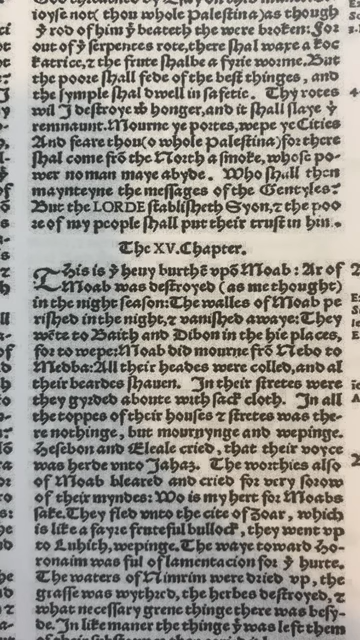 ioyse not( thou whole Palestina)as though
ẏ rod of him ẏ beateth the were broken: For
out of ẏ serpentes rote,there shal waxe a koc
katrice,& the frute shalbe a fyrie worme.But
the poore shall fede of the best thinges, and
the symple shal dwell in safetie. Thy rotes
wil J destroye w honger,and it shall slaye ẏ
remnaunt.Mourne ye portes,wepe ye Cities
And feare thou(o whole Palestina)for there
shal come frõ the North a smoke, whose po-
wer no man maye abyde. Who shall then
maynteyne the messages of the Gentyles?
But the LORDE stablisheth Syon,& the poo
re of my people shall put their trust in him.
The XV.Chapter.
This is ẏ heuy burthẽ vpõ Moab: Ar of
Moab was destroyed (as me thought)
in the night season:The walles of Moab pe
rished in the night,& vanished awaye:They
wẽte to Baith and Dibon in the hie places,
for to wepe:Moab did mourne frõ Nebo to
Medba:All their heades were colled,and al
their beardes shauen. Jn their stretes were
they gyrded aboute with sack cloth. Jn all
the toppes of their houses & stretes was the-
re nothinge, but mournynge and wepinge.
Hesebon and Eleale cried, that their voyce
was herde vnto Jahaz. The worthies also
of Moab bleared and cried for very sorow
of their myndes: Wo is my hert for Moabs
sake.They fled vnto the cite of Zoar, which
is like a fayre fruteful bullock, they went vp
to Luhith, wepinge.The waye toward Ho-
ronaim was ful of lamentacion for ẏ hurte.
The waters of Nimrim were dried vp, the
grasse was wythred, the herbes destroyed, &
what necessary grene thinge there was besy-
de.Jn like maner the thinge ẏ was left them